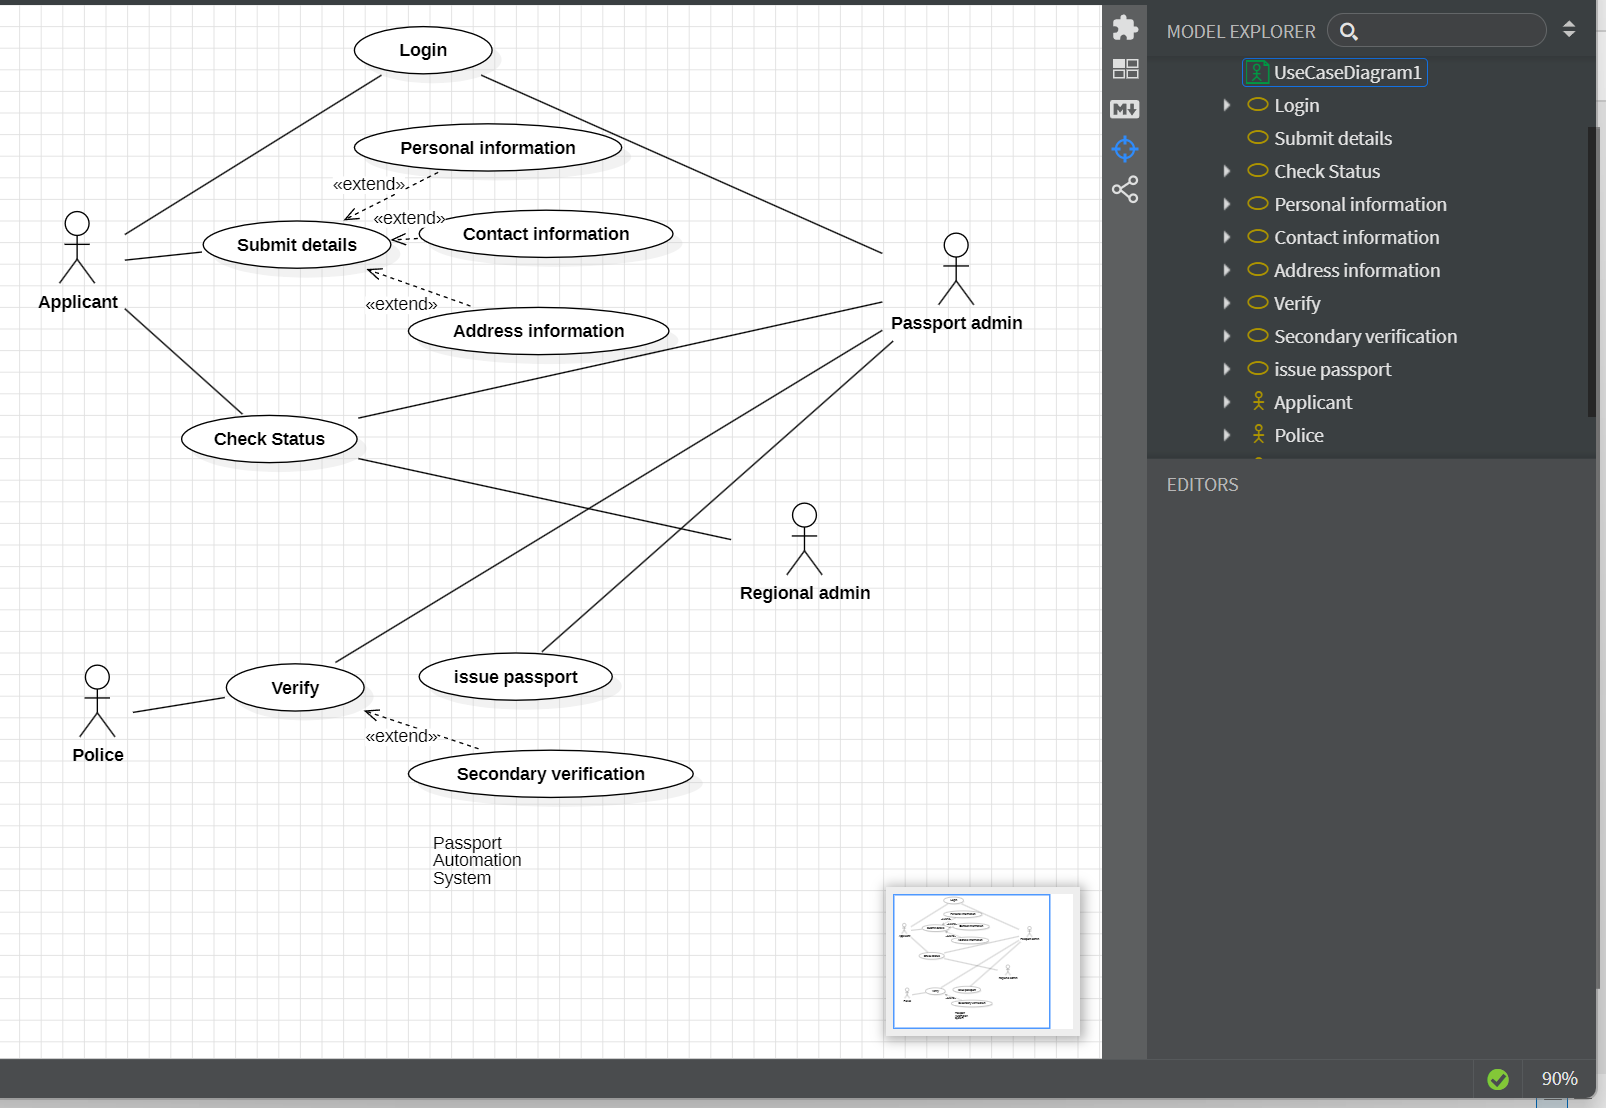 Login
Personal information
«extend»
«extend»
Contact information
Submit details
Applicant
«extend»
Address information
Passport admin
Check Status
Regional admin
Verify
issue passport
Police
«extend»
Secondary verification
Passport
Automation
System
M
MODEL EXPLORER
UseCaseDiagram1
Login
Submit details
Check Status
Personal information
Contact information
Address information
Verify
Secondary verification
issue passport
Applicant
Police
EDITORS
90%